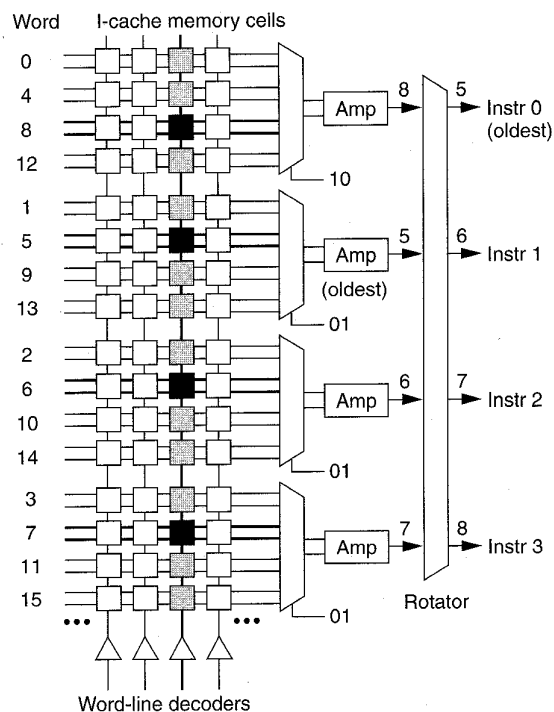 Word I-cache memory cells
0
4
8
12
Amp
8
5
Instr 0
(oldest)
10
1
5
9
13
Amp
(oldest)
5
6
Instr 1
01
2
6
10
14
Amp
6
7
Instr 2
01
3
7
11
15
Amp
7
8
Instr 3
01
Rotator
••• •••
Word-line decoders